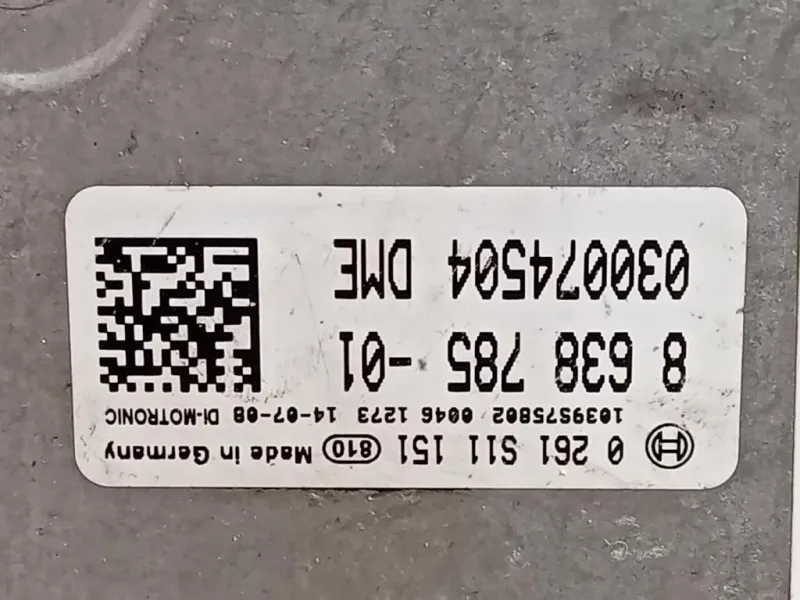 0 261 S11 151 810 Made in Germany
1039S75802 0046 1273 14-07-08 DI-MOTRONIC
8 638 785 -01
030074504 DME